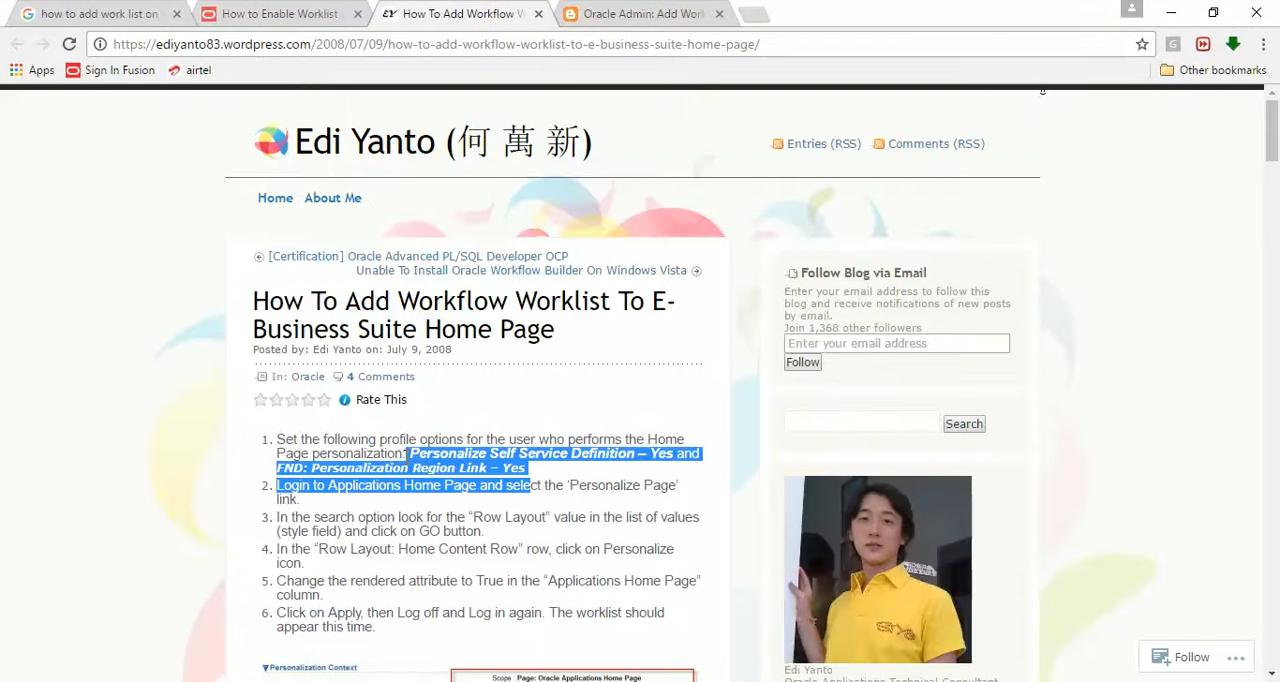 how to add work list on
How to Enable Worklist
How To Add Workflow W
Oracle Admin: Add Wor
https://ediyanto83.wordpress.com/2008/07/09/how-to-add-workflow-worklist-to-e-business-suite-home-page/
Apps
Sign In Fusion
airtel
Other bookmarks
Edi Yanto (何 萬 新)
Entries (RSS)
Comments (RSS)
Home
About Me
[Certification] Oracle Advanced PL/SQL Developer OCP
Unable To Install Oracle Workflow Builder On Windows Vista
How To Add Workflow Worklist To E-
Business Suite Home Page
Posted by: Edi Yanto on: July 9, 2008
In: Oracle
4 Comments
Rate This
1. Set the following profile options for the user who performs the Home
Page personalization: Personalize Self Service Definition – Yes and
FND: Personalization Region Link – Yes
2. Login to Applications Home Page and select the ‘Personalize Page’
link.
3. In the search option look for the “Row Layout” value in the list of values
(style field) and click on GO button.
4. In the “Row Layout: Home Content Row” row, click on Personalize
icon.
5. Change the rendered attribute to True in the “Applications Home Page”
column.
6. Click on Apply, then Log off and Log in again. The worklist should
appear this time.
Personalization Context
Scope Page: Oracle Applications Home Page
Follow Blog via Email
Enter your email address to follow this
blog and receive notifications of new posts
by email.
Join 1,368 other followers
Enter your email address
Follow
Search
Edi Yanto
Oracle Applications Technical Consultant
Follow